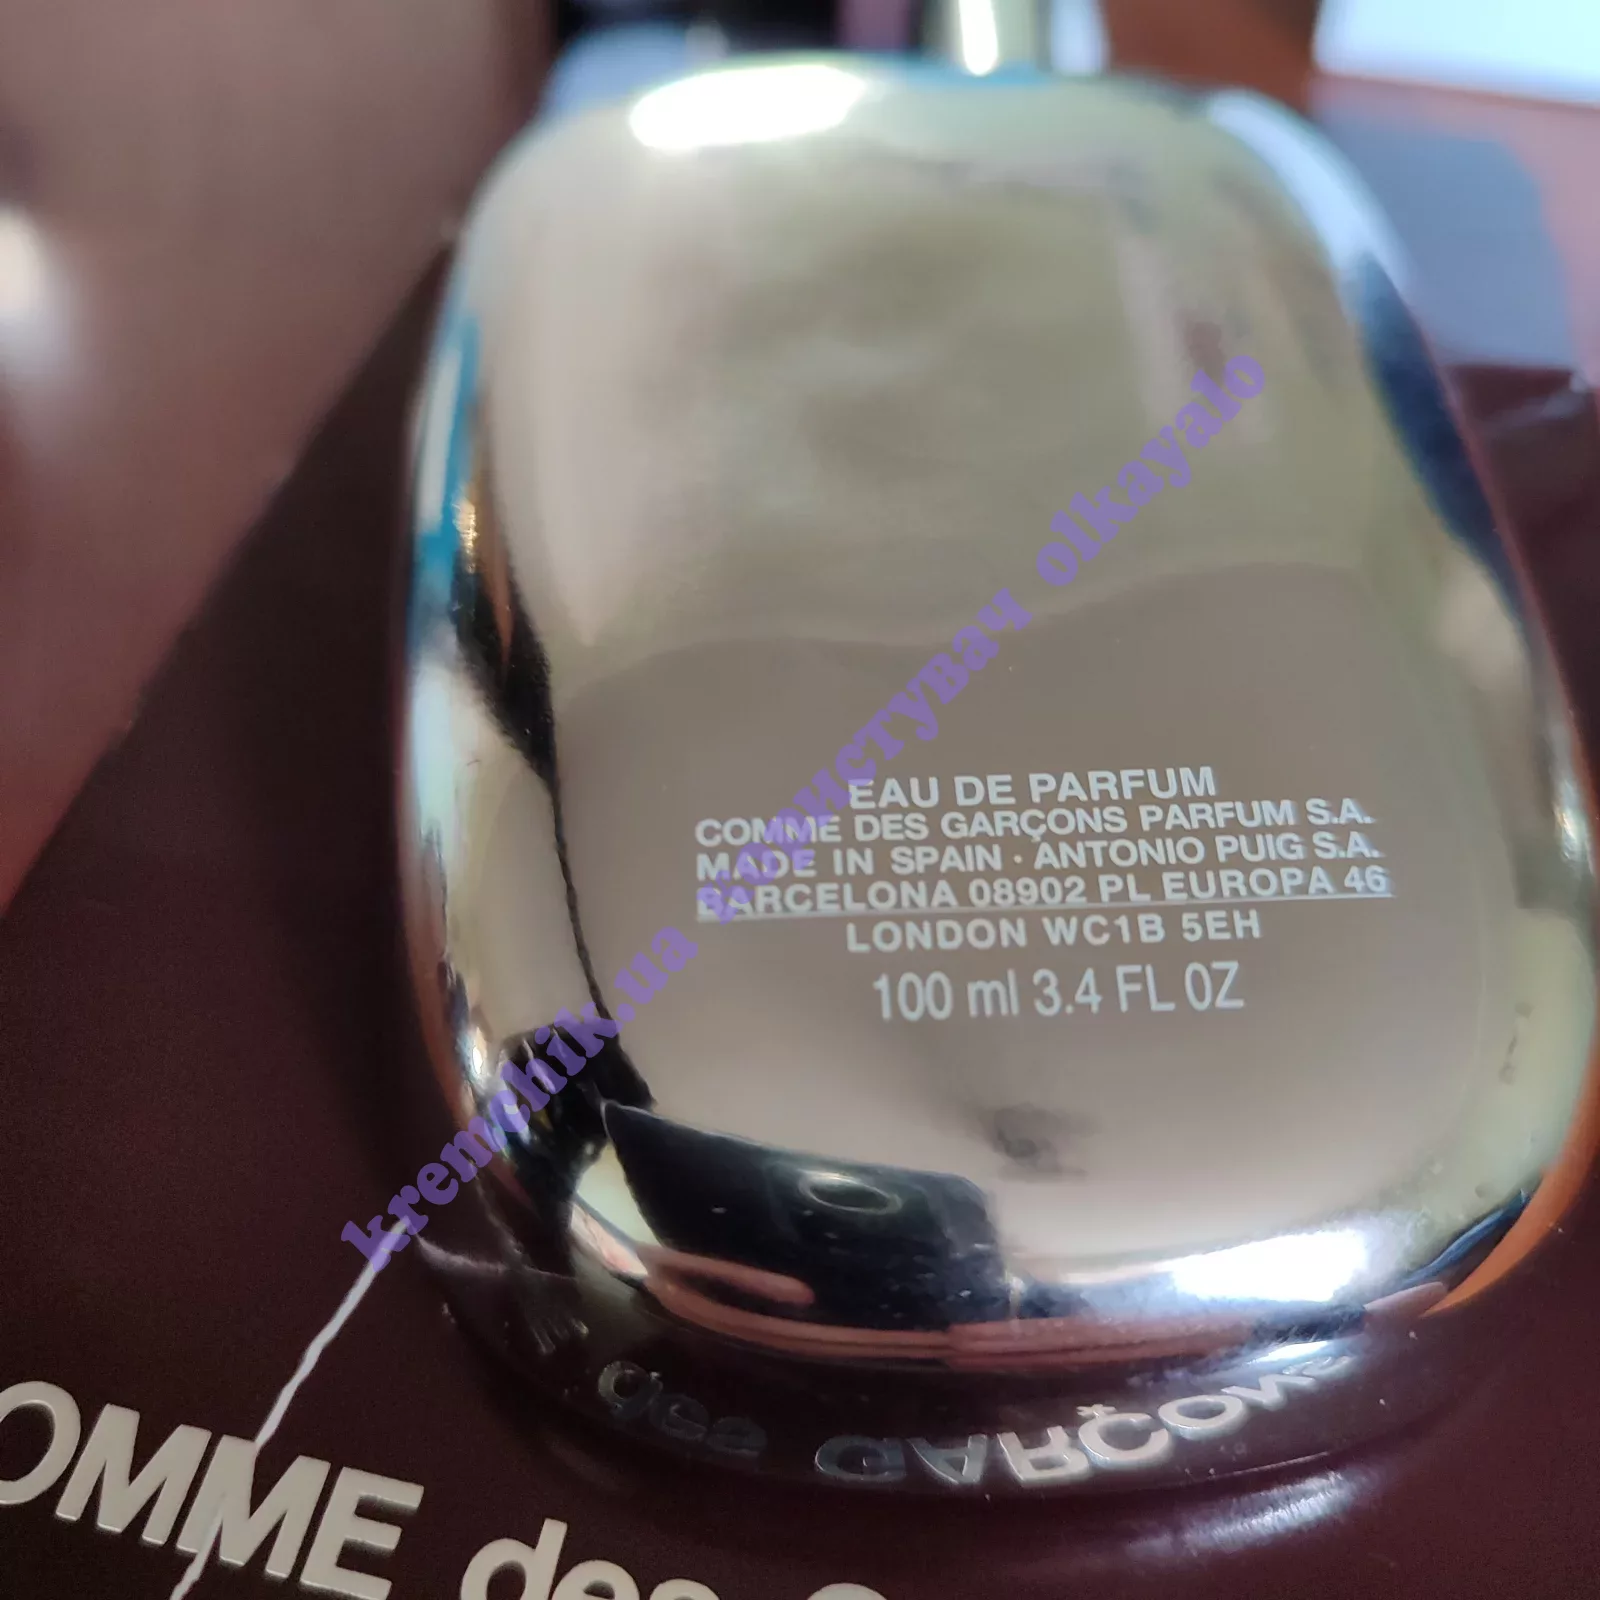 EAU DE PARFUM
COMME DES GARÇONS PARFUM S.A.
MADE IN SPAIN · ANTONIO PUIG S.A.
BARCELONA 08902 PL EUROPA 46
LONDON WC1B 5EH
100 ml 3.4 FL OZ
kremchik.ua користувач olkayalo
des GARÇONS
OMME des